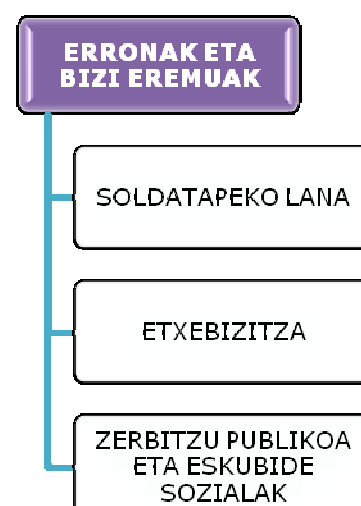 ERRONAK ETA
BIZI EREMUAK
SOLDATAPEKO LANA
ETXEBIZITZA
ZERBITZU PUBLIKOA
ETA ESKUBIDE
SOZIALAK